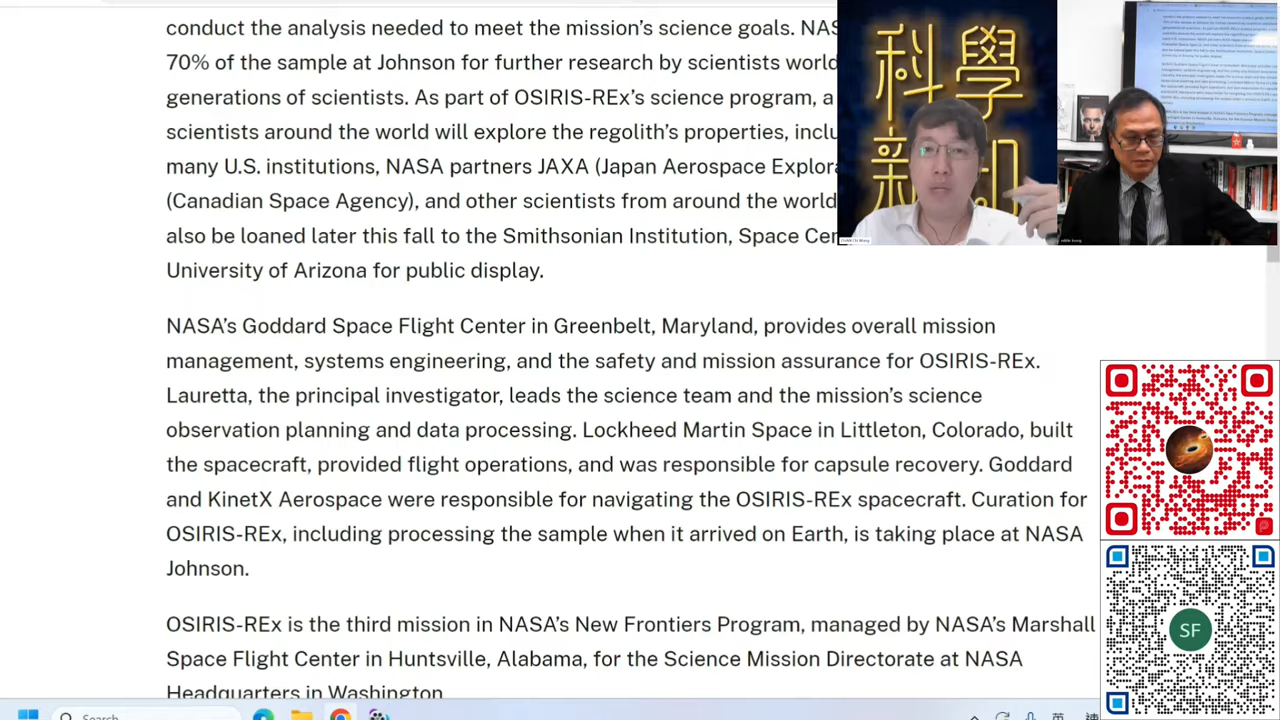 conduct the analysis needed to meet the mission's science goals. NAS
70% of the sample at Johnson for further research by scientists world
generations of scientists. As part of OSIRIS-REx's science program, a
scientists around the world will explore the regolith's properties, incl
many U.S. institutions, NASA partners JAXA (Japan Aerospace Explora
(Canadian Space Agency), and other scientists from around the world
also be loaned later this fall to the Smithsonian Institution, Space Cen
University of Arizona for public display.
NASA's Goddard Space Flight Center in Greenbelt, Maryland, provides overall mission
management, systems engineering, and the safety and mission assurance for OSIRIS-REx.
Lauretta, the principal investigator, leads the science team and the mission's science
observation planning and data processing. Lockheed Martin Space in Littleton, Colorado, built
the spacecraft, provided flight operations, and was responsible for capsule recovery. Goddard
and KinetX Aerospace were responsible for navigating the OSIRIS-REx spacecraft. Curation for
OSIRIS-REx, including processing the sample when it arrived on Earth, is taking place at NASA
Johnson.
OSIRIS-REx is the third mission in NASA's New Frontiers Program, managed by NASA's Marshall
Space Flight Center in Huntsville, Alabama, for the Science Mission Directorate at NASA
Headquarters in Washington.
科學
新知
SF
Search
英